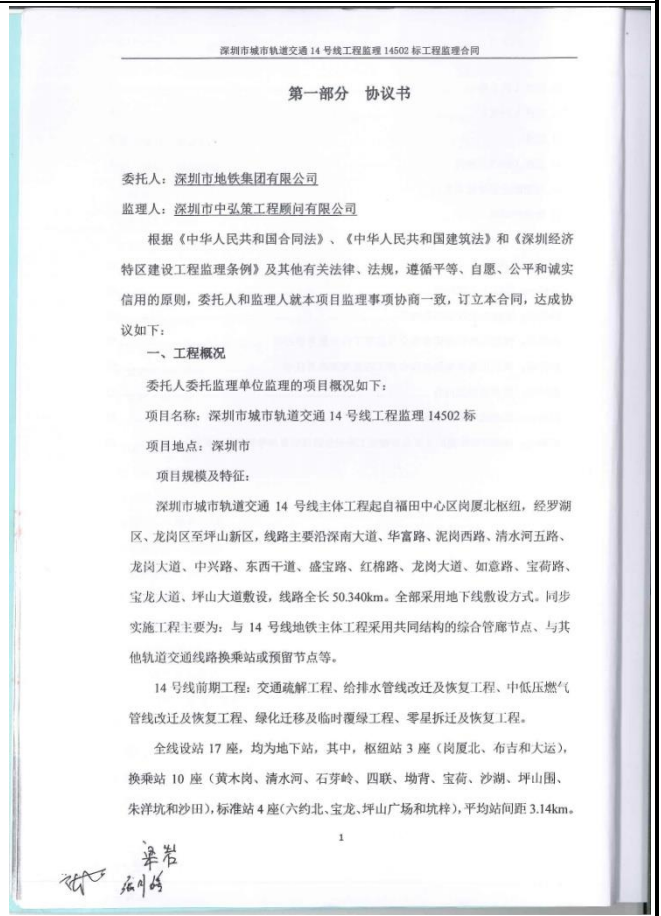 深圳市城市轨道交通 14 号线工程监理 14502 标工程监理合同
第一部分 协议书
委托人：深圳市地铁集团有限公司
监理人：深圳市中弘策工程顾问有限公司
根据《中华人民共和国合同法》、《中华人民共和国建筑法》和《深圳经济
特区建设工程监理条例》及其他有关法律、法规，遵循平等、自愿、公平和诚实
信用的原则，委托人和监理人就本项目监理事项协商一致，订立本合同，达成协
议如下：
一、工程概况
委托人委托监理单位监理的项目概况如下：
项目名称：深圳市城市轨道交通 14 号线工程监理 14502 标
项目地点：深圳市
项目规模及特征：
深圳市城市轨道交通 14 号线主体工程起自福田中心区岗厦北枢纽，经罗湖
区、龙岗区至坪山新区，线路主要沿深南大道、华富路、泥岗西路、清水河五路、
龙岗大道、中兴路、东西干道、盛宝路、红棉路、龙岗大道、如意路、宝荷路、
宝龙大道、坪山大道敷设，线路全长 50.340km。全部采用地下线敷设方式。同步
实施工程主要为：与 14 号线地铁主体工程采用共同结构的综合管廊节点、与其
他轨道交通线路换乘站或预留节点等。
14 号线前期工程：交通疏解工程、给排水管线改迁及恢复工程、中低压燃气
管线改迁及恢复工程、绿化迁移及临时覆绿工程、零星拆迁及恢复工程。
全线设站 17 座，均为地下站，其中，枢纽站 3 座（岗厦北、布吉和大运），
换乘站 10 座（黄木岗、清水河、石芽岭、四联、坳背、宝荷、沙湖、坪山围、
朱洋坑和沙田），标准站 4 座（六约北、宝龙、坪山广场和坑梓），平均站间距 3.14km。
1
梁岩